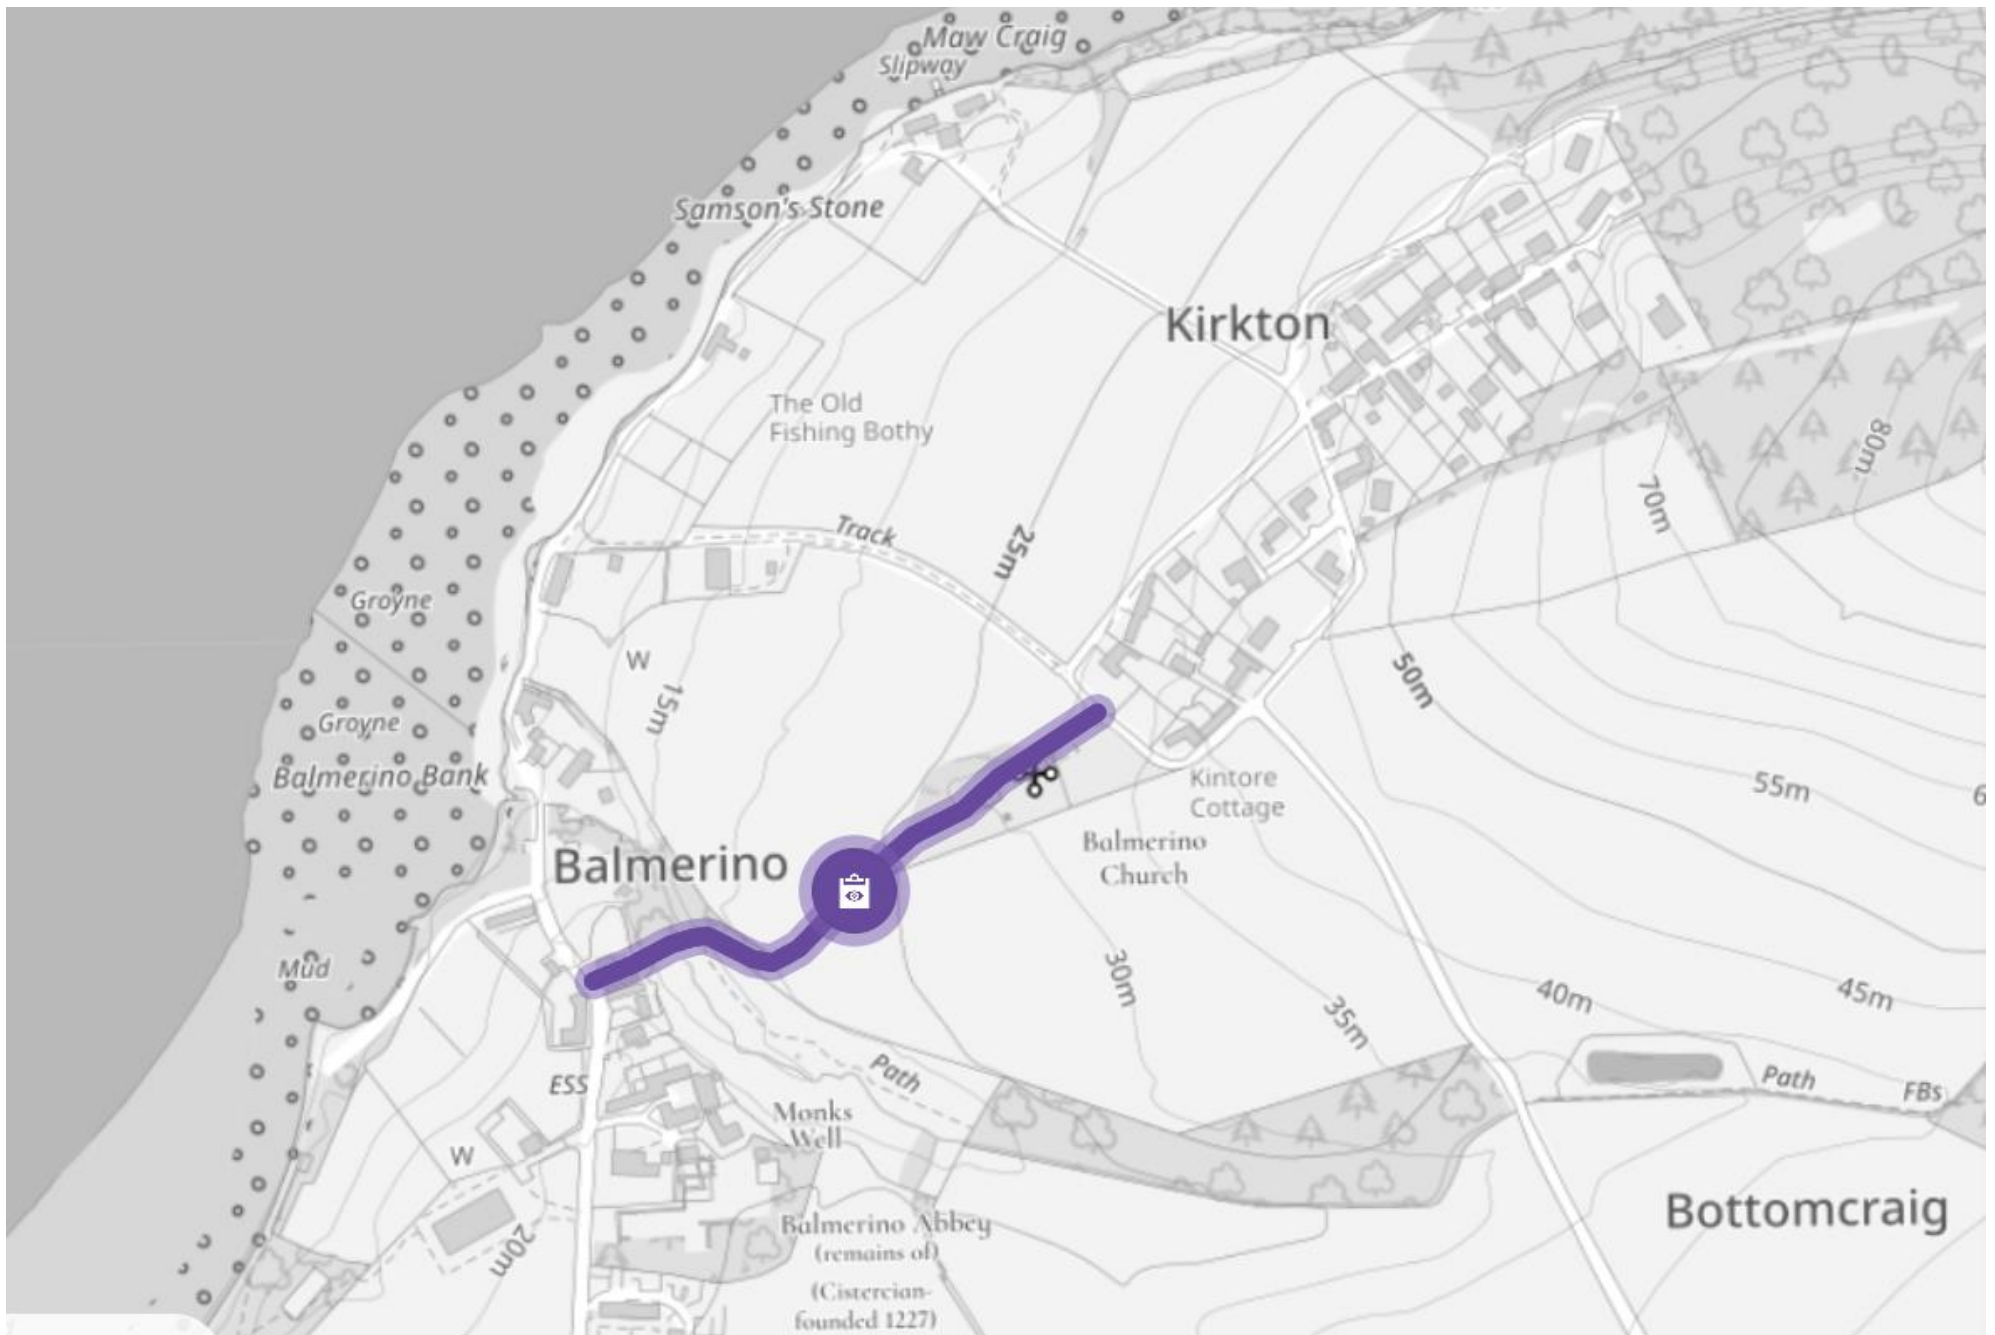 Maw Craig
Slipway
Samson's Stone
Kirkton
The Old
Fishing Bothy
80m
70m
Track
25m
Groyne
W
15m
50m
Groyne
Balmerino Bank
Kintore
Cottage
55m
6
Balmerino
Balmerino
Church
Mud
30m
40m
45m
35m
ESS
Path
Path
FBs
Monks
Well
W
Bottomcraig
20m
Balmerino Abbey
(remains of)
(Cistercian-
founded 1227)